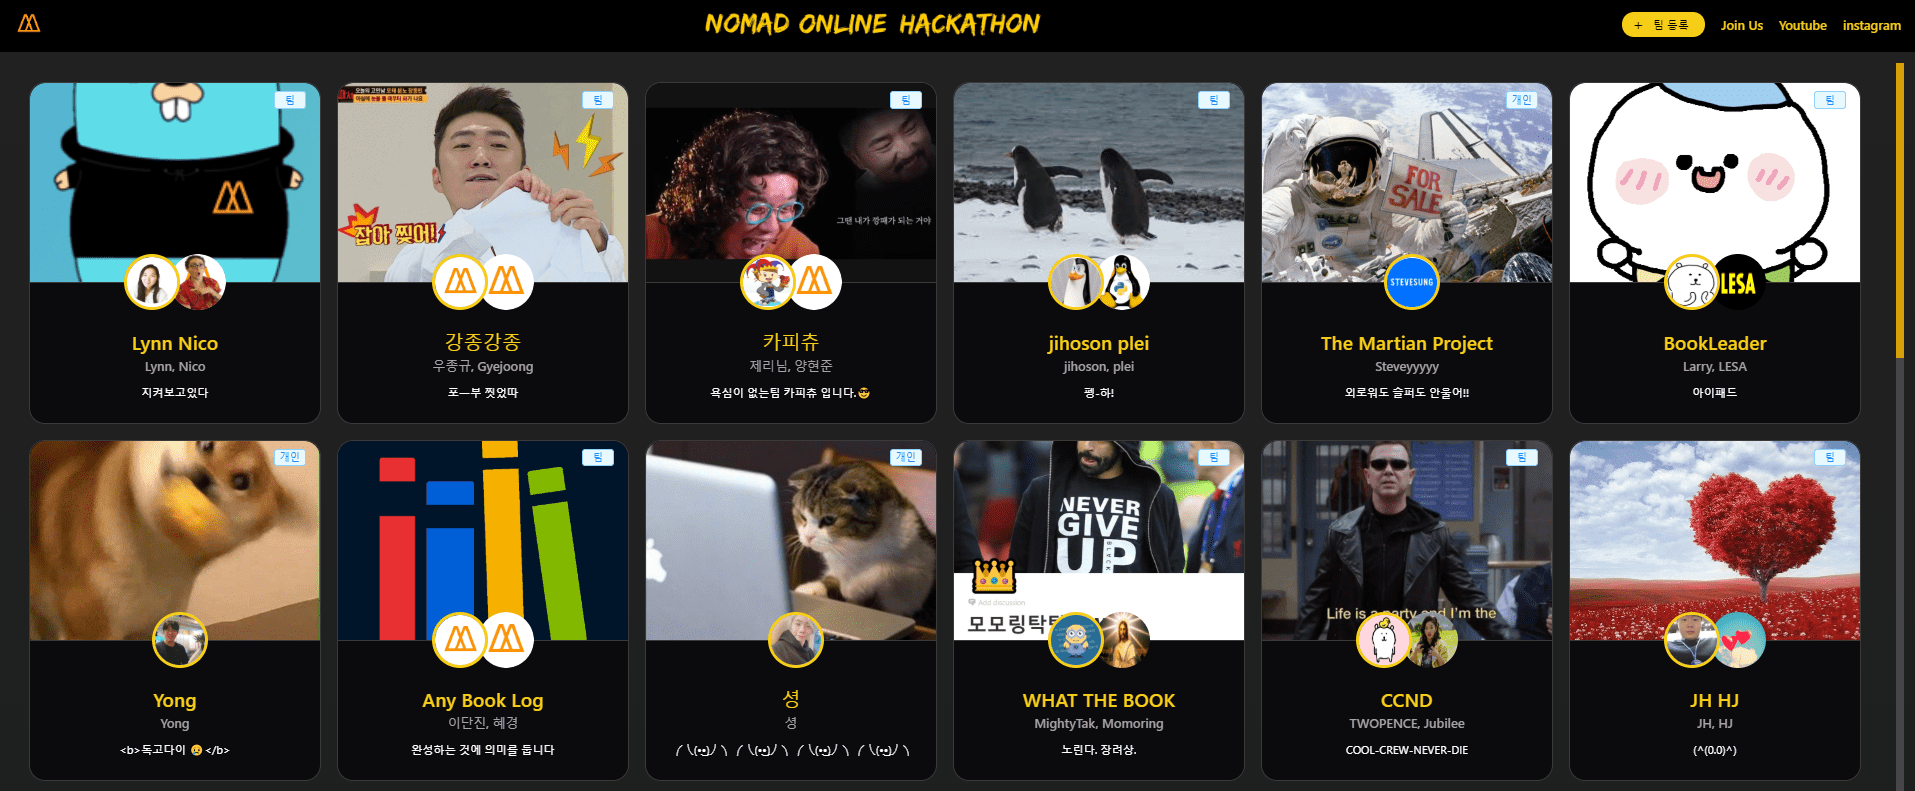 NOMAD ONLINE HACKATHON
+ 팀 등록
Join Us
Youtube
instagram
팀
Lynn Nico
Lynn, Nico
지켜보고있다
팀
잡아 찢어!
강종강종
우종규, Gyejoong
포—부 찢었따
팀
그땐 내가 깡패가 되는 거야
카피츄
제리님, 양현준
욕심이 없는팀 카피츄 입니다.😎
팀
jihoson plei
jihoson, plei
펭-하!
개인
FOR
SALE
STEVESUNG
The Martian Project
Steveyyyyy
외로워도 슬퍼도 안울어!!
팀
LESA
BookLeader
Larry, LESA
아이패드
개인
Yong
Yong
<b>독고다이 😢</b>
팀
Any Book Log
이단진, 혜경
완성하는 것에 의미를 둡니다
개인
셩
셩
팀
NEVER
GIVE
UP
BLACK
Add discussion
모모링탁
WHAT THE BOOK
MightyTak, Momoring
노린다. 장려상.
팀
Life is a party and I'm the
CCND
TWOPENCE, Jubilee
COOL-CREW-NEVER-DIE
팀
JH HJ
JH, HJ
(^(0.0)^)